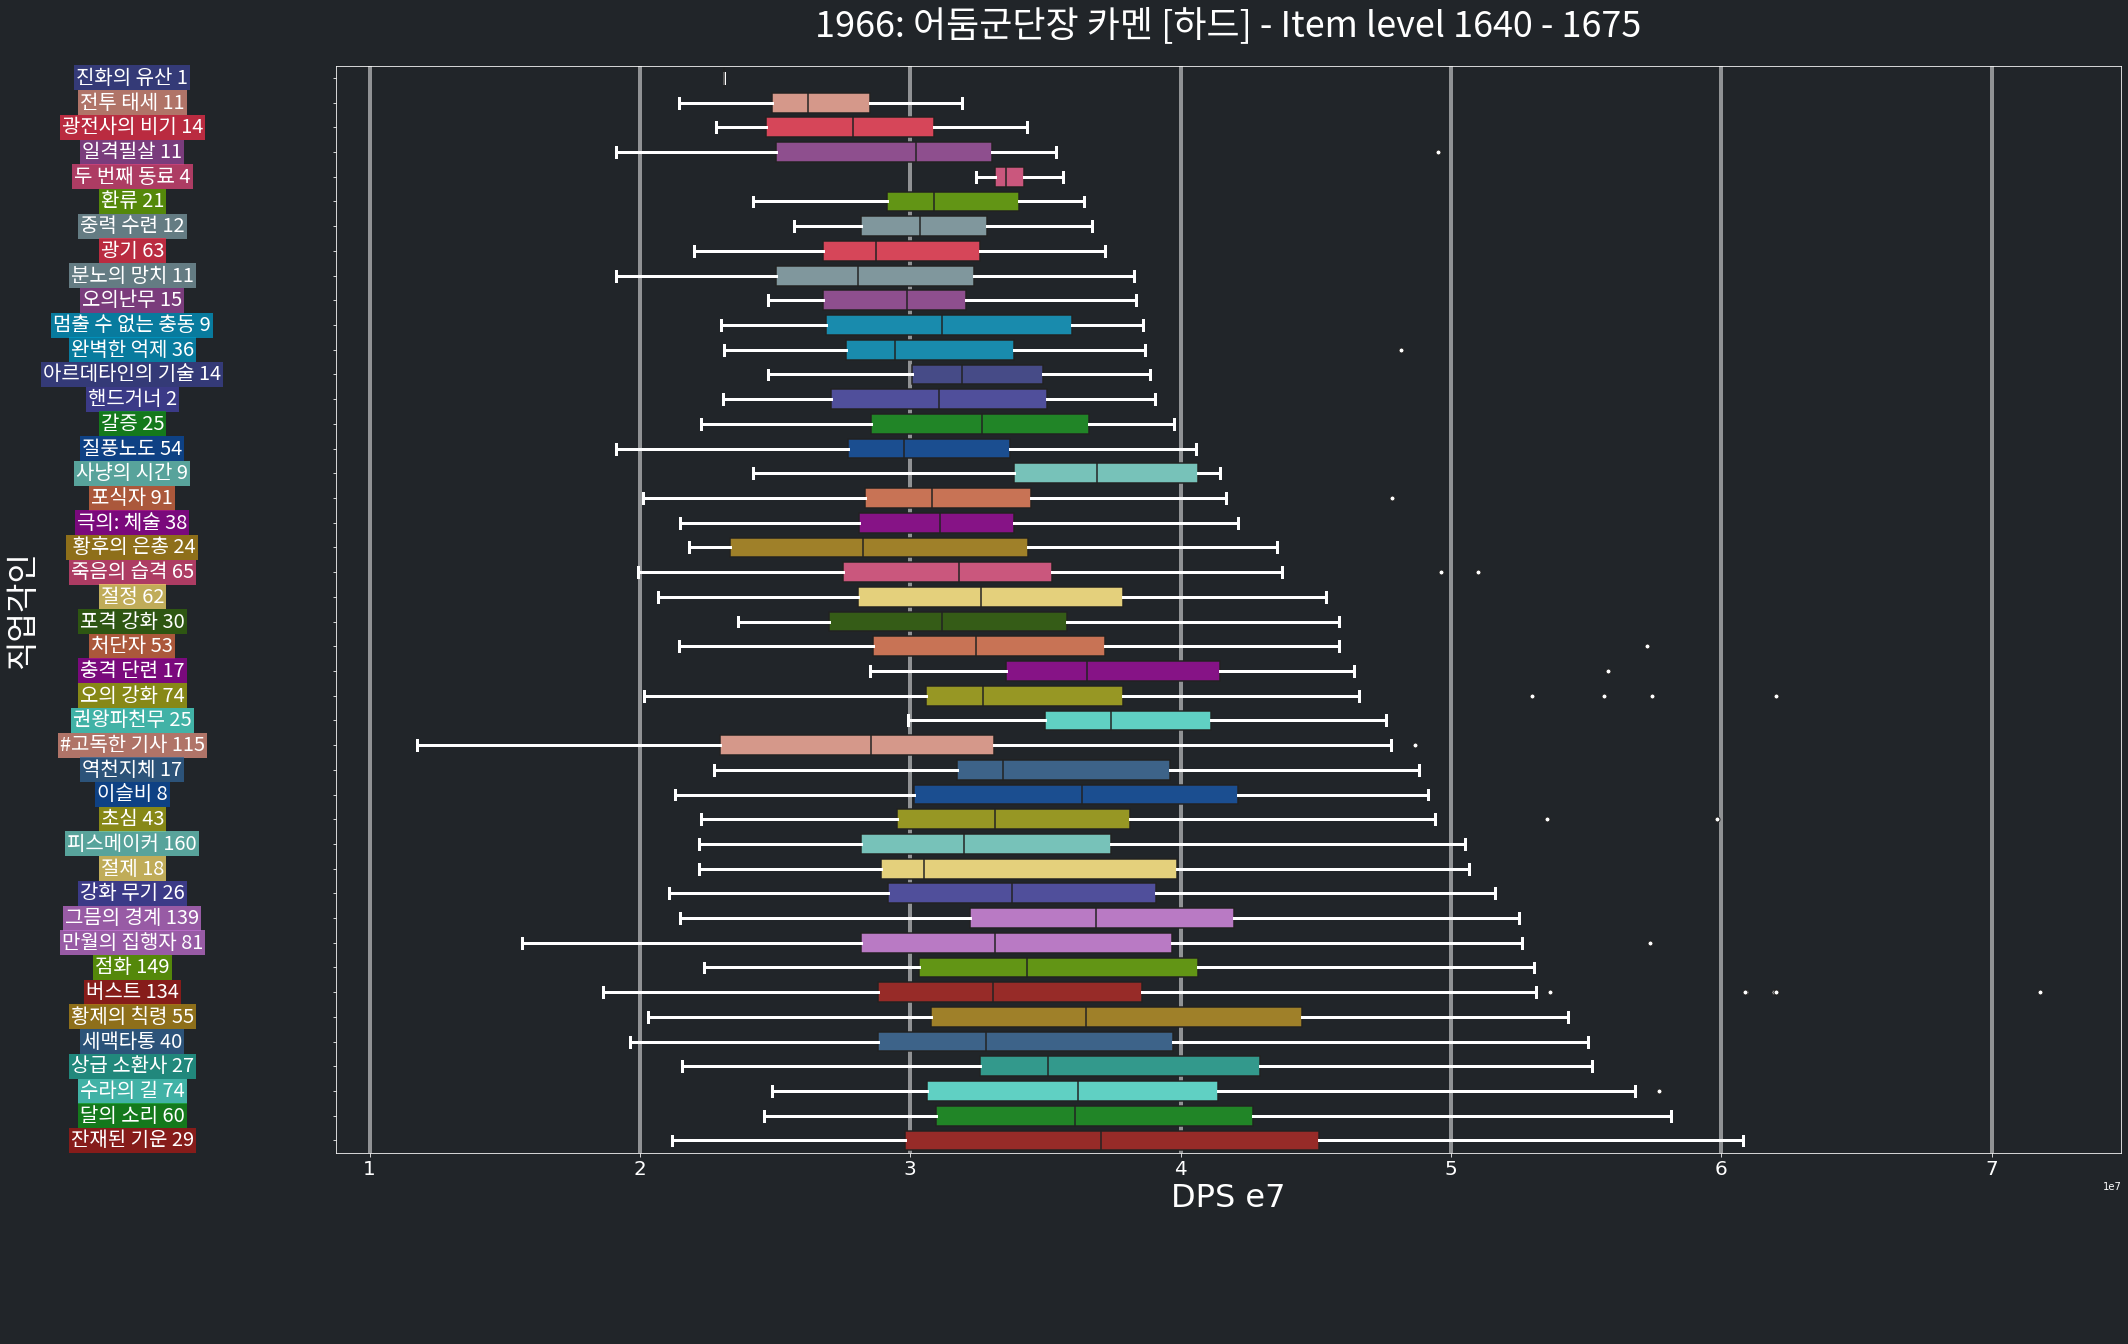 1966: 어둠군단장 카멘 [하드] - Item level 1640 - 1675
직업각인
진화의 유산 1
전투 태세 11
광전사의 비기 14
일격필살 11
두 번째 동료 4
환류 21
중력 수련 12
광기 63
분노의 망치 11
오의난무 15
멈출 수 없는 충동 9
완벽한 억제 36
아르데타인의 기술 14
핸드거너 2
갈증 25
질풍노도 54
사냥의 시간 9
포식자 91
극의: 체술 38
황후의 은총 24
죽음의 습격 65
절정 62
포격 강화 30
처단자 53
충격 단련 17
오의 강화 74
권왕파천무 25
#고독한 기사 115
역천지체 17
이슬비 8
초심 43
피스메이커 160
절제 18
강화 무기 26
그믐의 경계 139
만월의 집행자 81
점화 149
버스트 134
황제의 칙령 55
세맥타통 40
상급 소환사 27
수라의 길 74
달의 소리 60
잔재된 기운 29
1 2 3 4 5 6 7
1e7
DPS e7